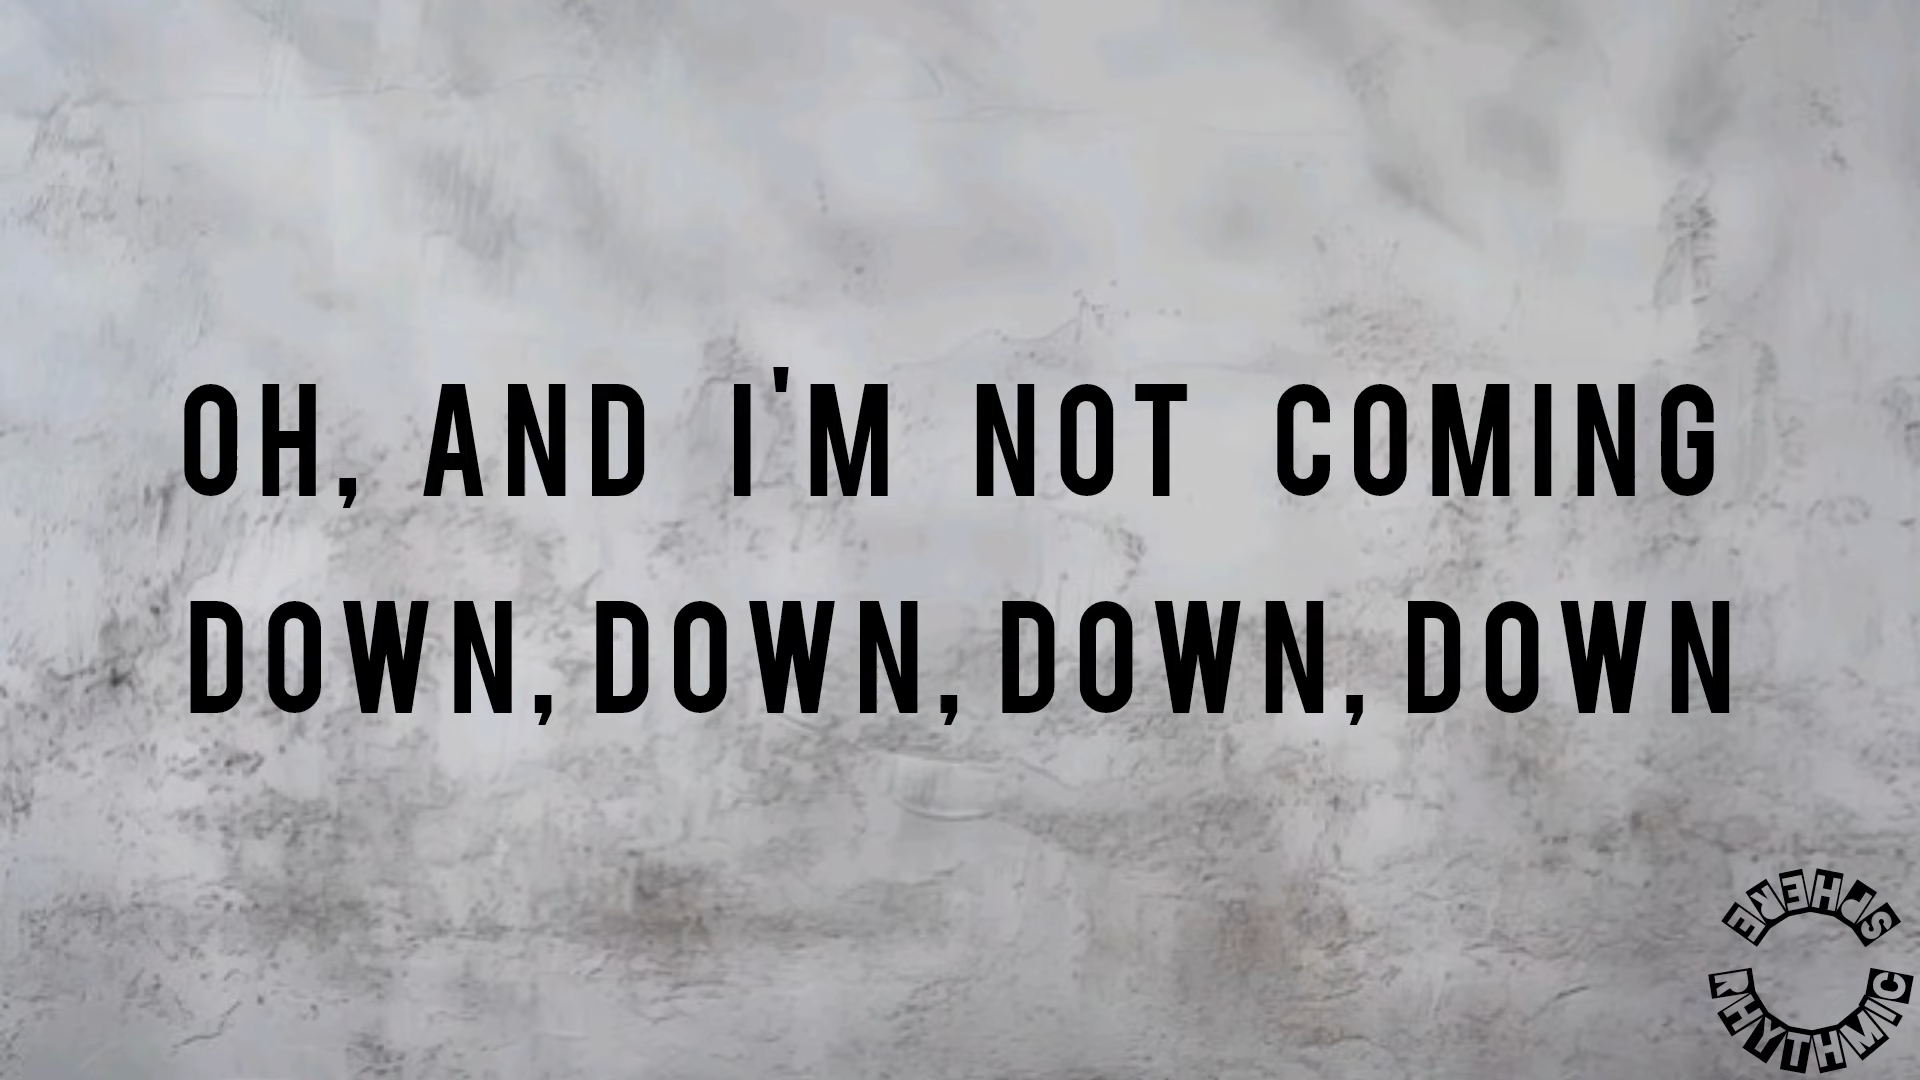 OH, AND I'M NOT COMING
DOWN, DOWN, DOWN, DOWN
RHYTHMIC
SPHERE